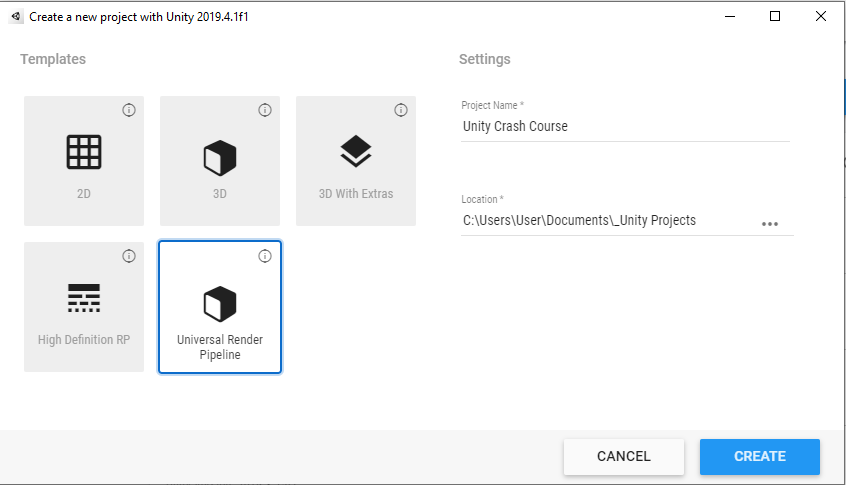 Create a new project with Unity 2019.4.1f1
Templates
Settings
2D
3D
3D With Extras
High Definition RP
Universal Render
Pipeline
Project Name *
Unity Crash Course
Location *
C:\Users\User\Documents\_Unity Projects
CANCEL
CREATE